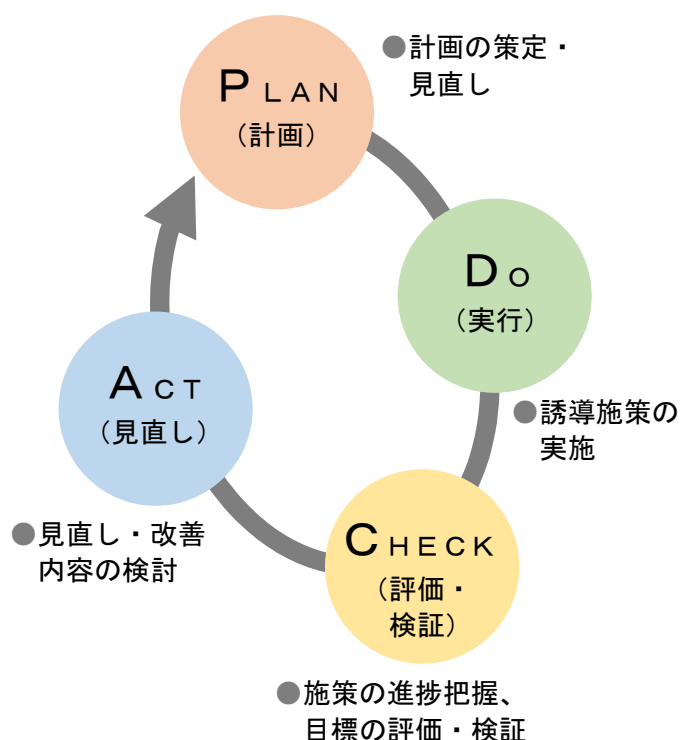 PLAN
（計画）
●計画の策定・
見直し
DO
（実行）
●誘導施策の
実施
CHECK
（評価・
検証）
●施策の進捗把握、
目標の評価・検証
ACT
（見直し）
●見直し・改善
内容の検討